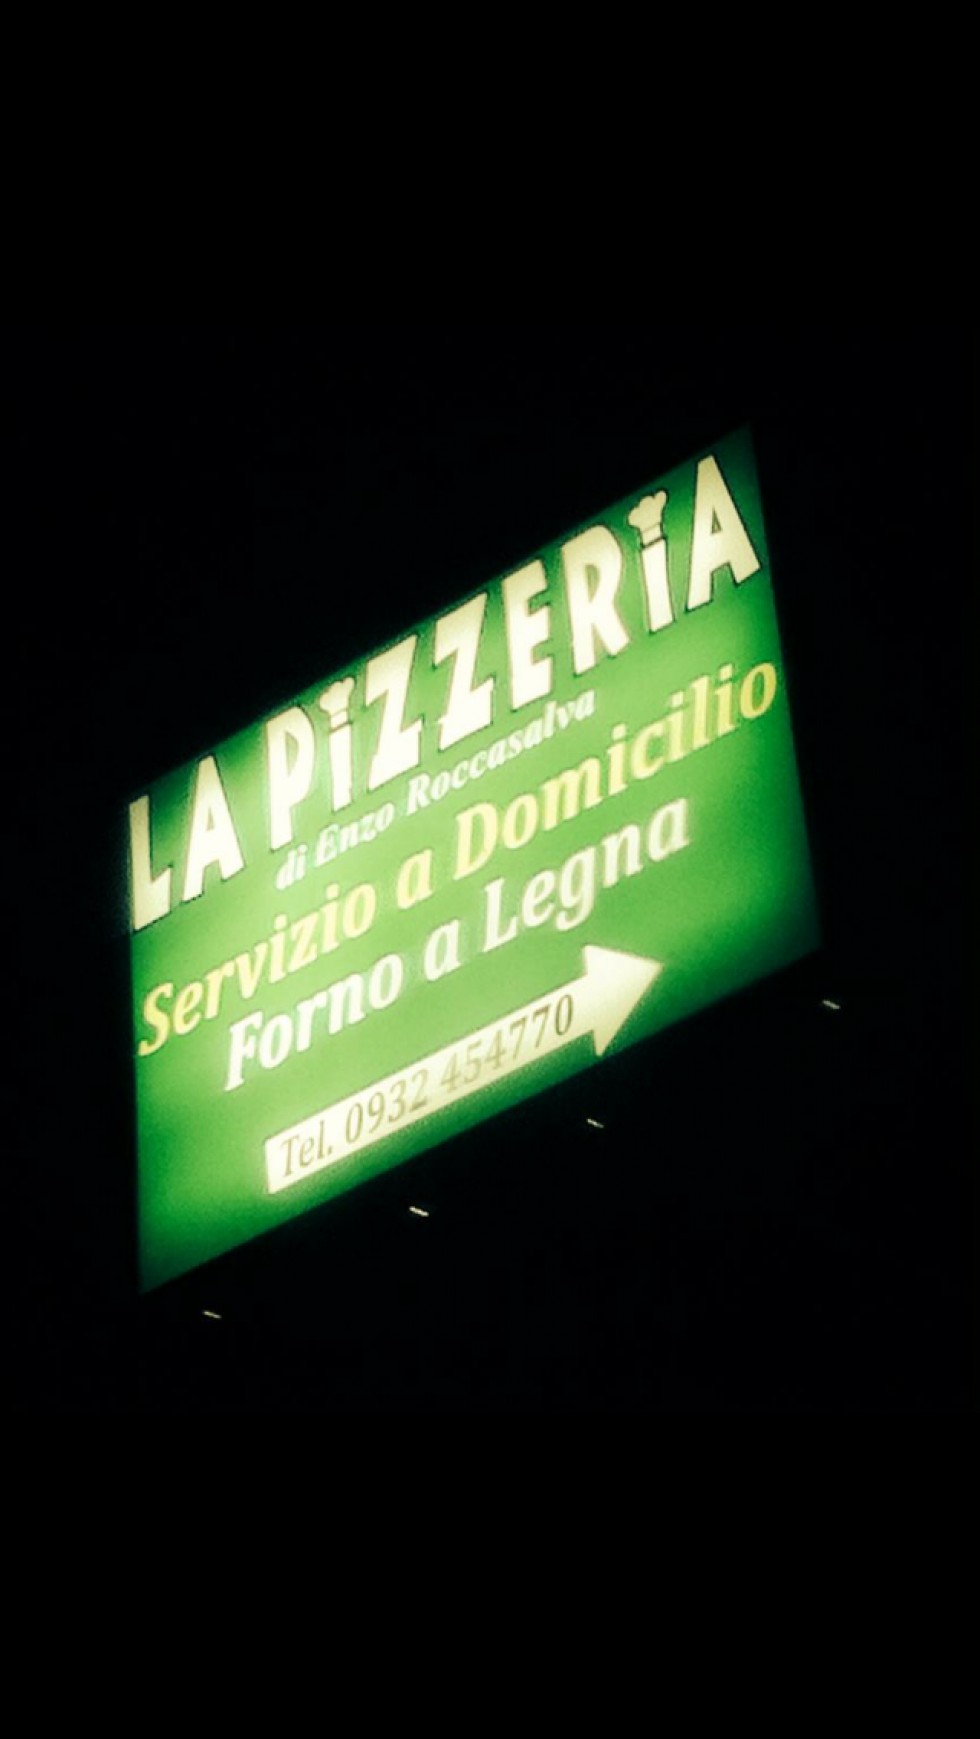 LA PiZZERiA
di Enzo Roccasalva
Servizio a Domicilio
Forno a Legna
Tel. 0932 454770